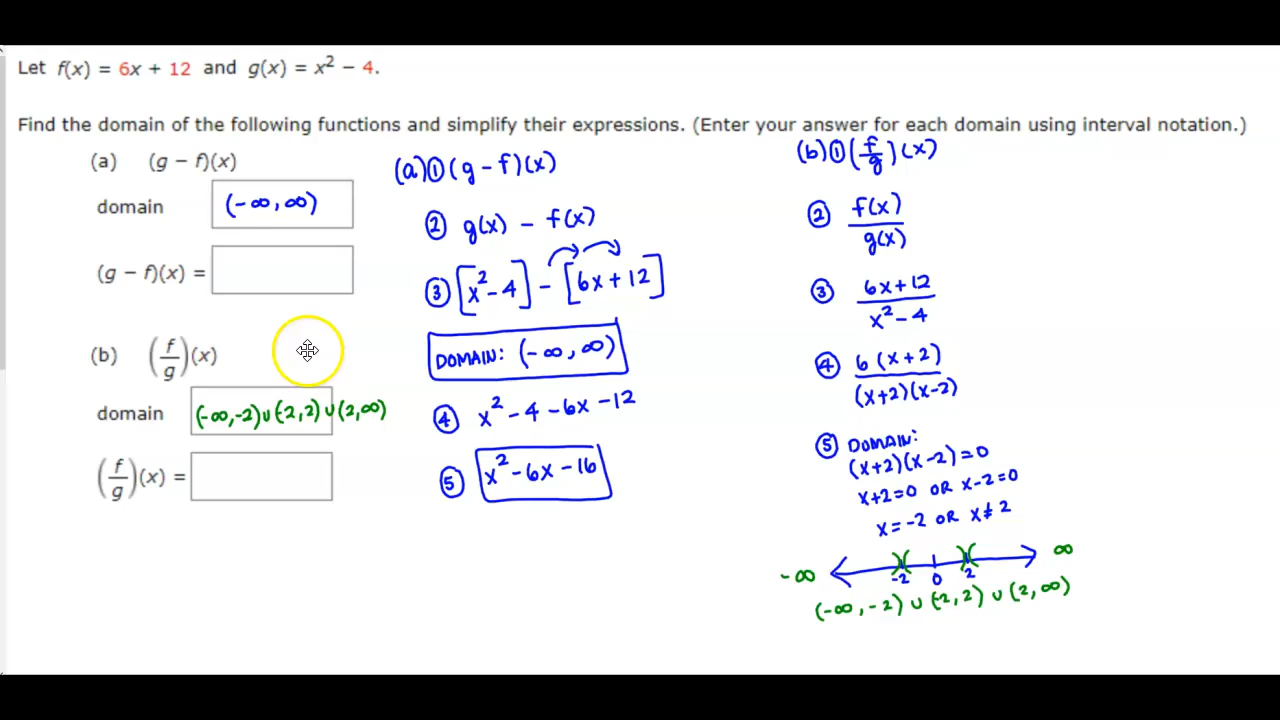 Let f(x) = 6x + 12 and g(x) = x² − 4.
Find the domain of the following functions and simplify their expressions. (Enter your answer for each domain using interval notation.)
(a) (g − f)(x)
domain (-∞, ∞)
(g − f)(x) =
(b) (f/g)(x)
domain (-∞,-2)∪(-2,2)∪(2,∞)
(f/g)(x) =
(a)① (g - f)(x)
② g(x) - f(x)
③ [x² - 4] - [6x + 12]
DOMAIN: (-∞, ∞)
④ x² - 4 - 6x - 12
⑤ x² - 6x - 16
(b)① (f/g)(x)
② f(x)/g(x)
③ 6x + 12/x² - 4
④ 6(x+2)/(x+2)(x-2)
⑤ DOMAIN:
(x+2)(x-2)=0
x+2=0 OR x-2=0
x=-2 OR x≠2
-∞ ∞
-2 0 2
(-∞, -2) ∪ (-2, 2) ∪ (2, ∞)